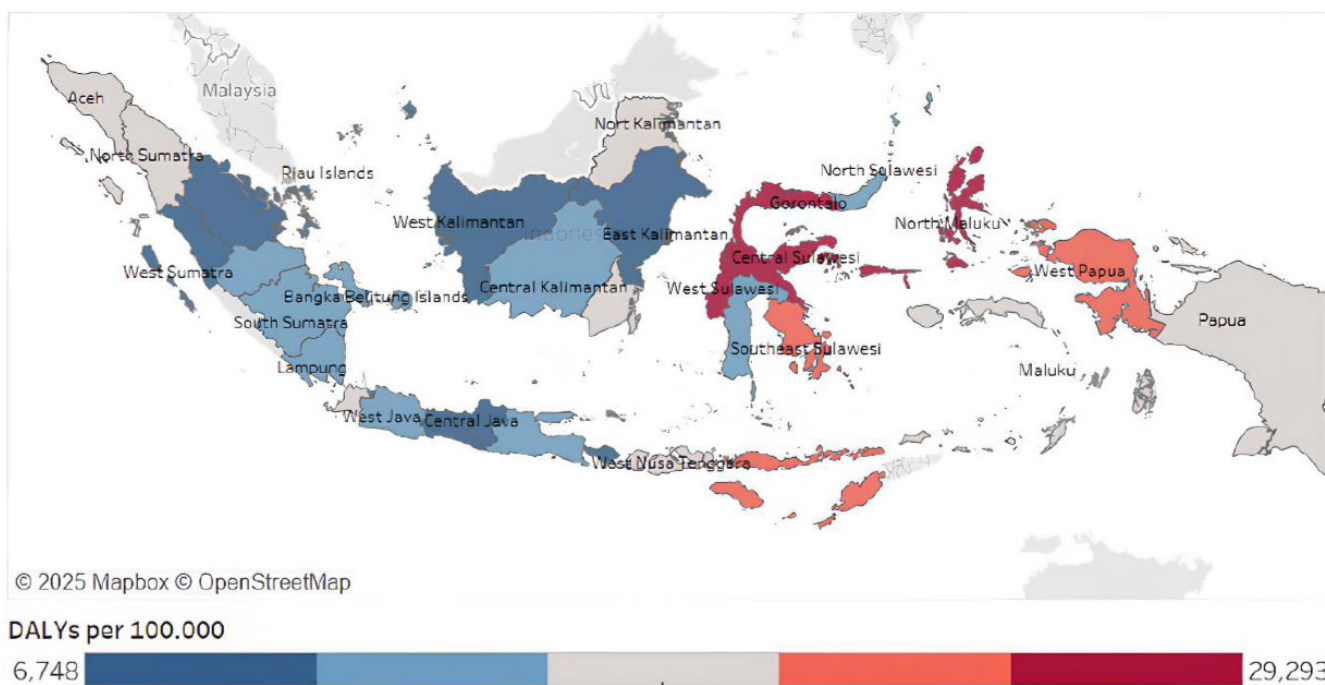 Malaysia
Aceh
Nort Kalimantan
North Sumatra
Riau Islands
North Sulawesi
West Kalimantan
Gorontalo
North Maluku
East Kalimantan
Central Sulawesi
West Sumatra
West Papua
Bangka Belitung Islands
Central Kalimantan
West Sulawesi
South Sumatra
Papua
Southeast Sulawesi
Lampung
Maluku
West Java
Central Java
West Nusa Tenggara
© 2025 Mapbox © OpenStreetMap
DALYs per 100.000
6,748
29,293